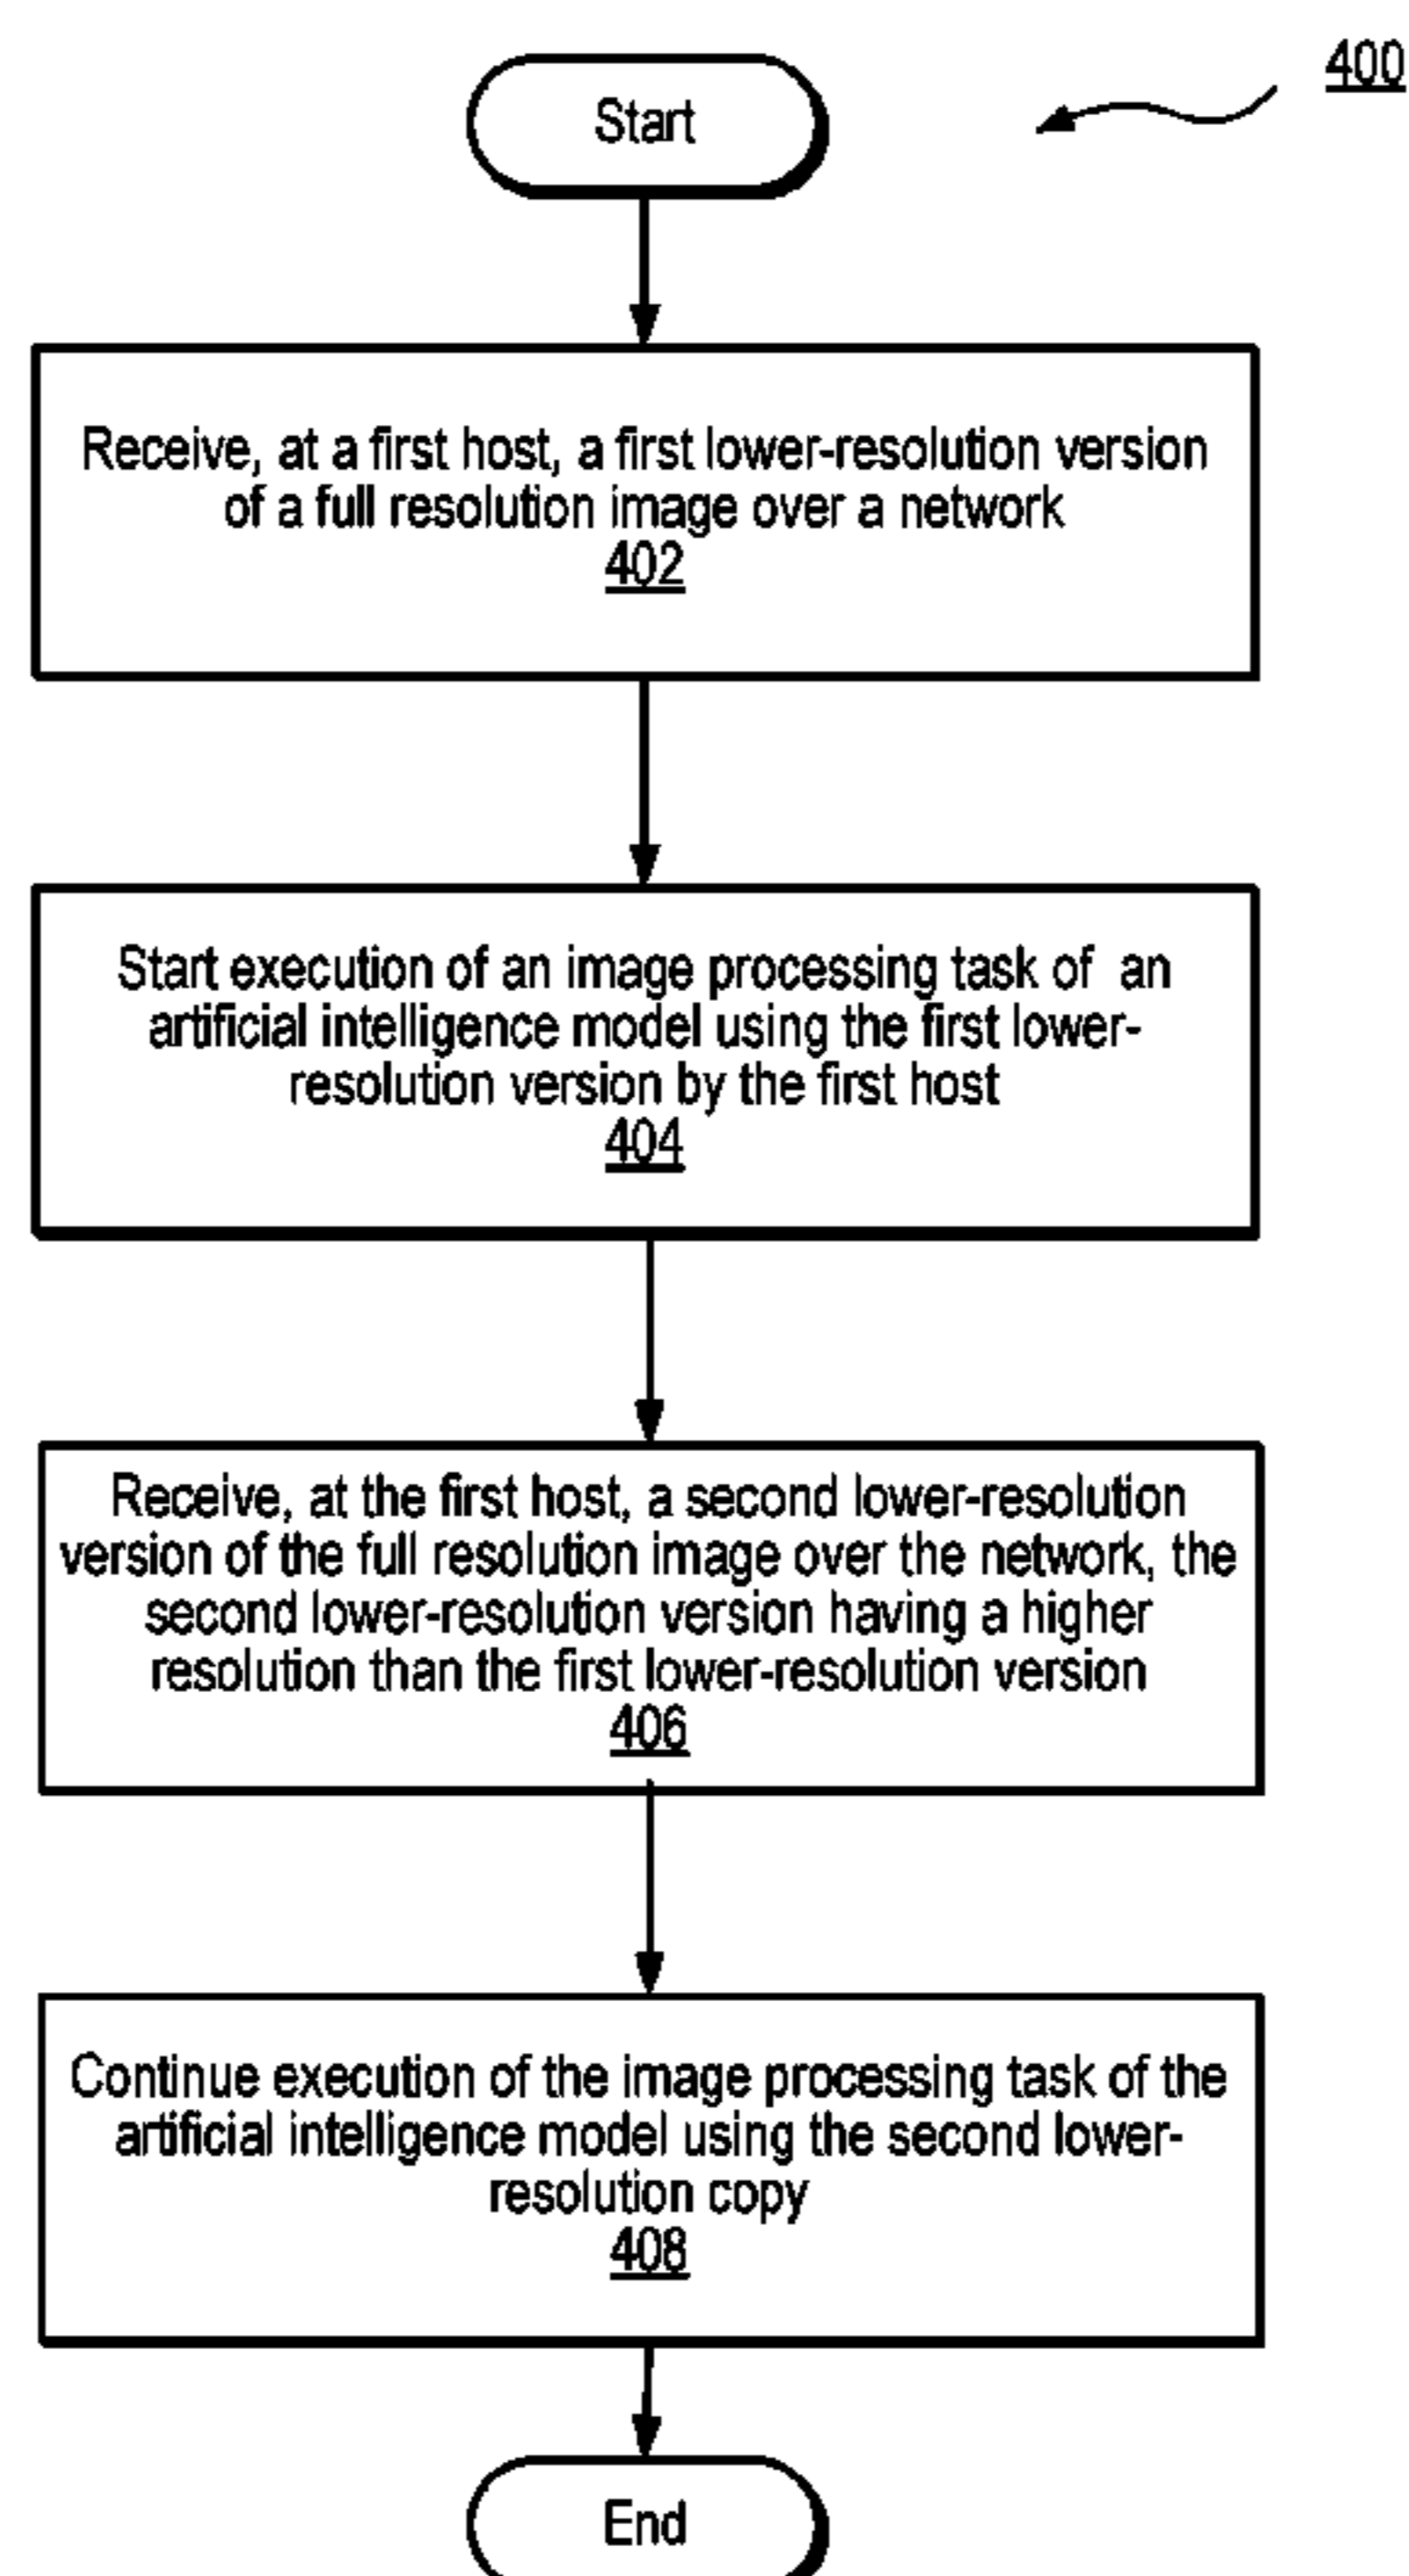 400
Start
Receive, at a first host, a first lower-resolution version
of a full resolution image over a network
402
Start execution of an image processing task of an
artificial intelligence model using the first lower-
resolution version by the first host
404
Receive, at the first host, a second lower-resolution
version of the full resolution image over the network, the
second lower-resolution version having a higher
resolution than the first lower-resolution version
406
Continue execution of the image processing task of the
artificial intelligence model using the second lower-
resolution copy
408
End